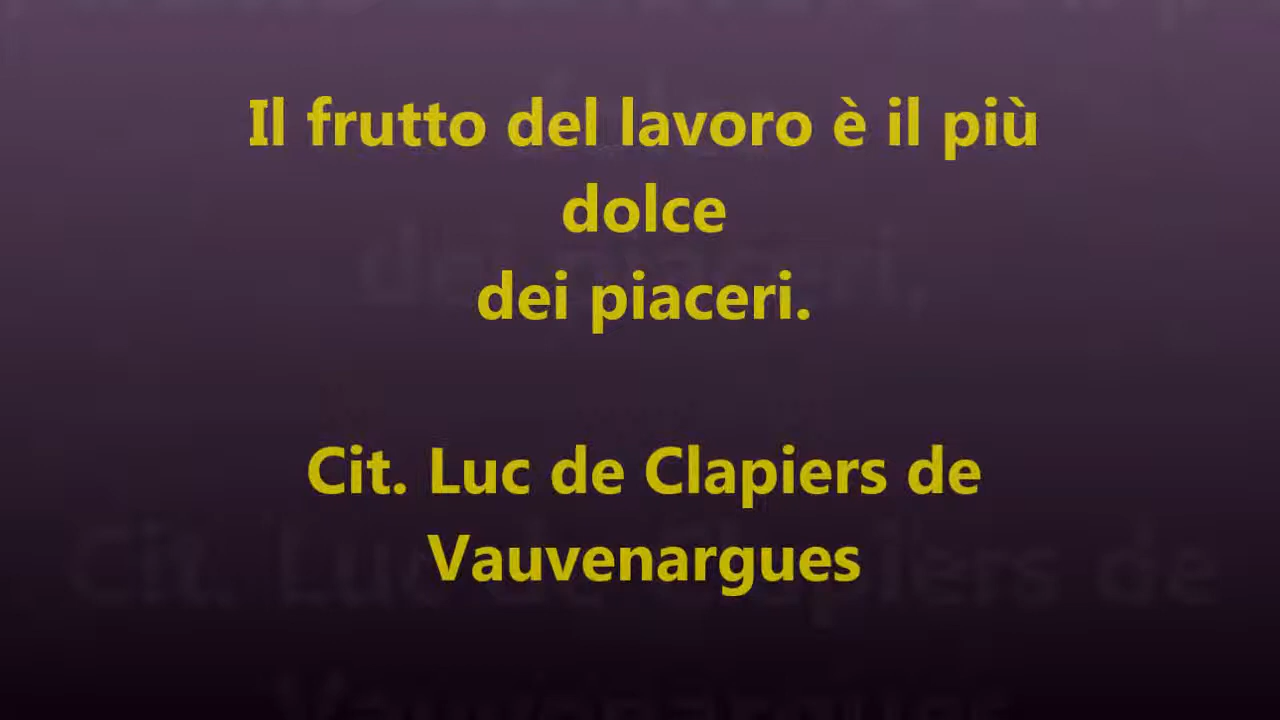 Il frutto del lavoro è il più
dolce
dei piaceri.
Cit. Luc de Clapiers de
Vauvenargues